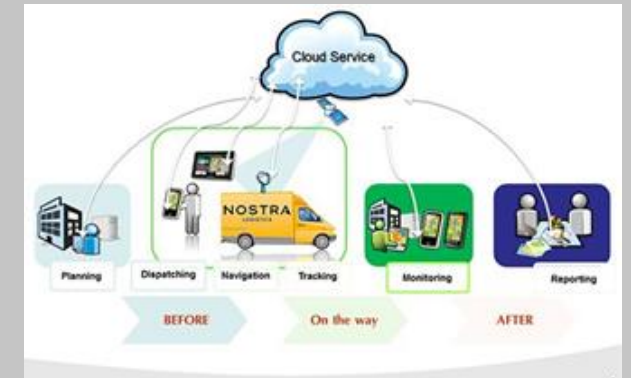 Cloud Service
NOSTRA
LOGISTICS
Planning
Dispatching
Navigation
Tracking
Monitoring
Reporting
BEFORE
On the way
AFTER